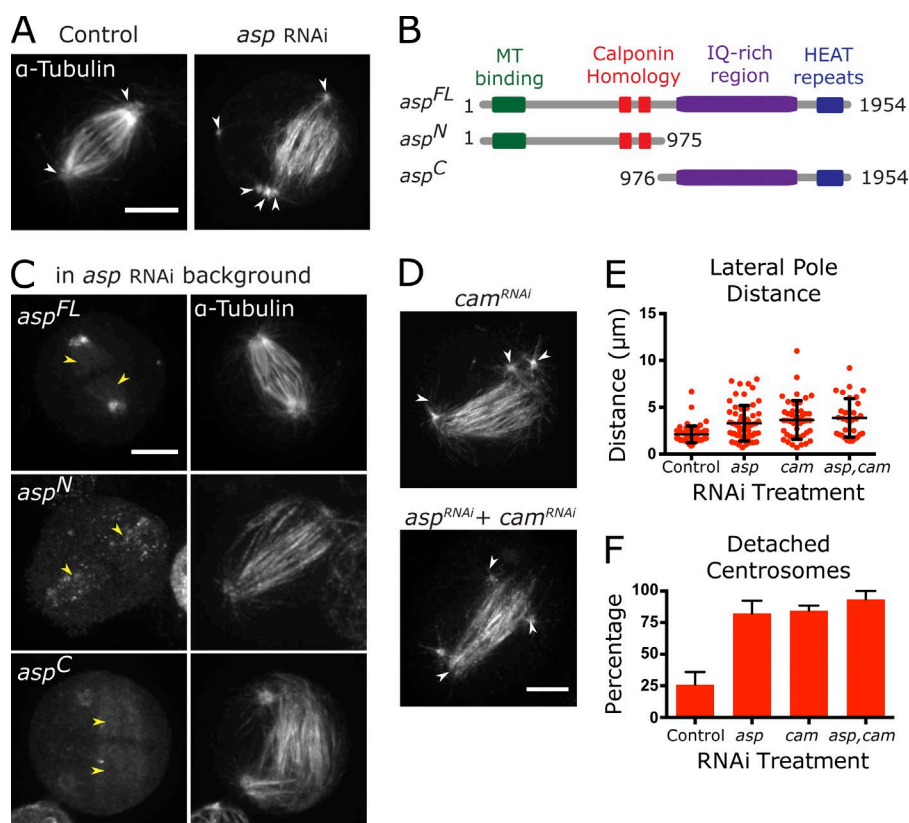 A
Control
asp RNAi
α-Tubulin
B
MT binding
Calponin Homology
IQ-rich region
HEAT repeats
asp^FL 1 1954
asp^N 1 975
asp^C 976 1954
C
in asp RNAi background
asp^FL
α-Tubulin
asp^N
asp^C
D
cam^RNAi
asp^RNAi + cam^RNAi
E
Lateral Pole
Distance
Distance (μm)
15
10
5
0
Control asp cam asp,cam
RNAi Treatment
F
Detached
Centrosomes
Percentage
100
75
50
25
0
Control asp cam asp,cam
RNAi Treatment